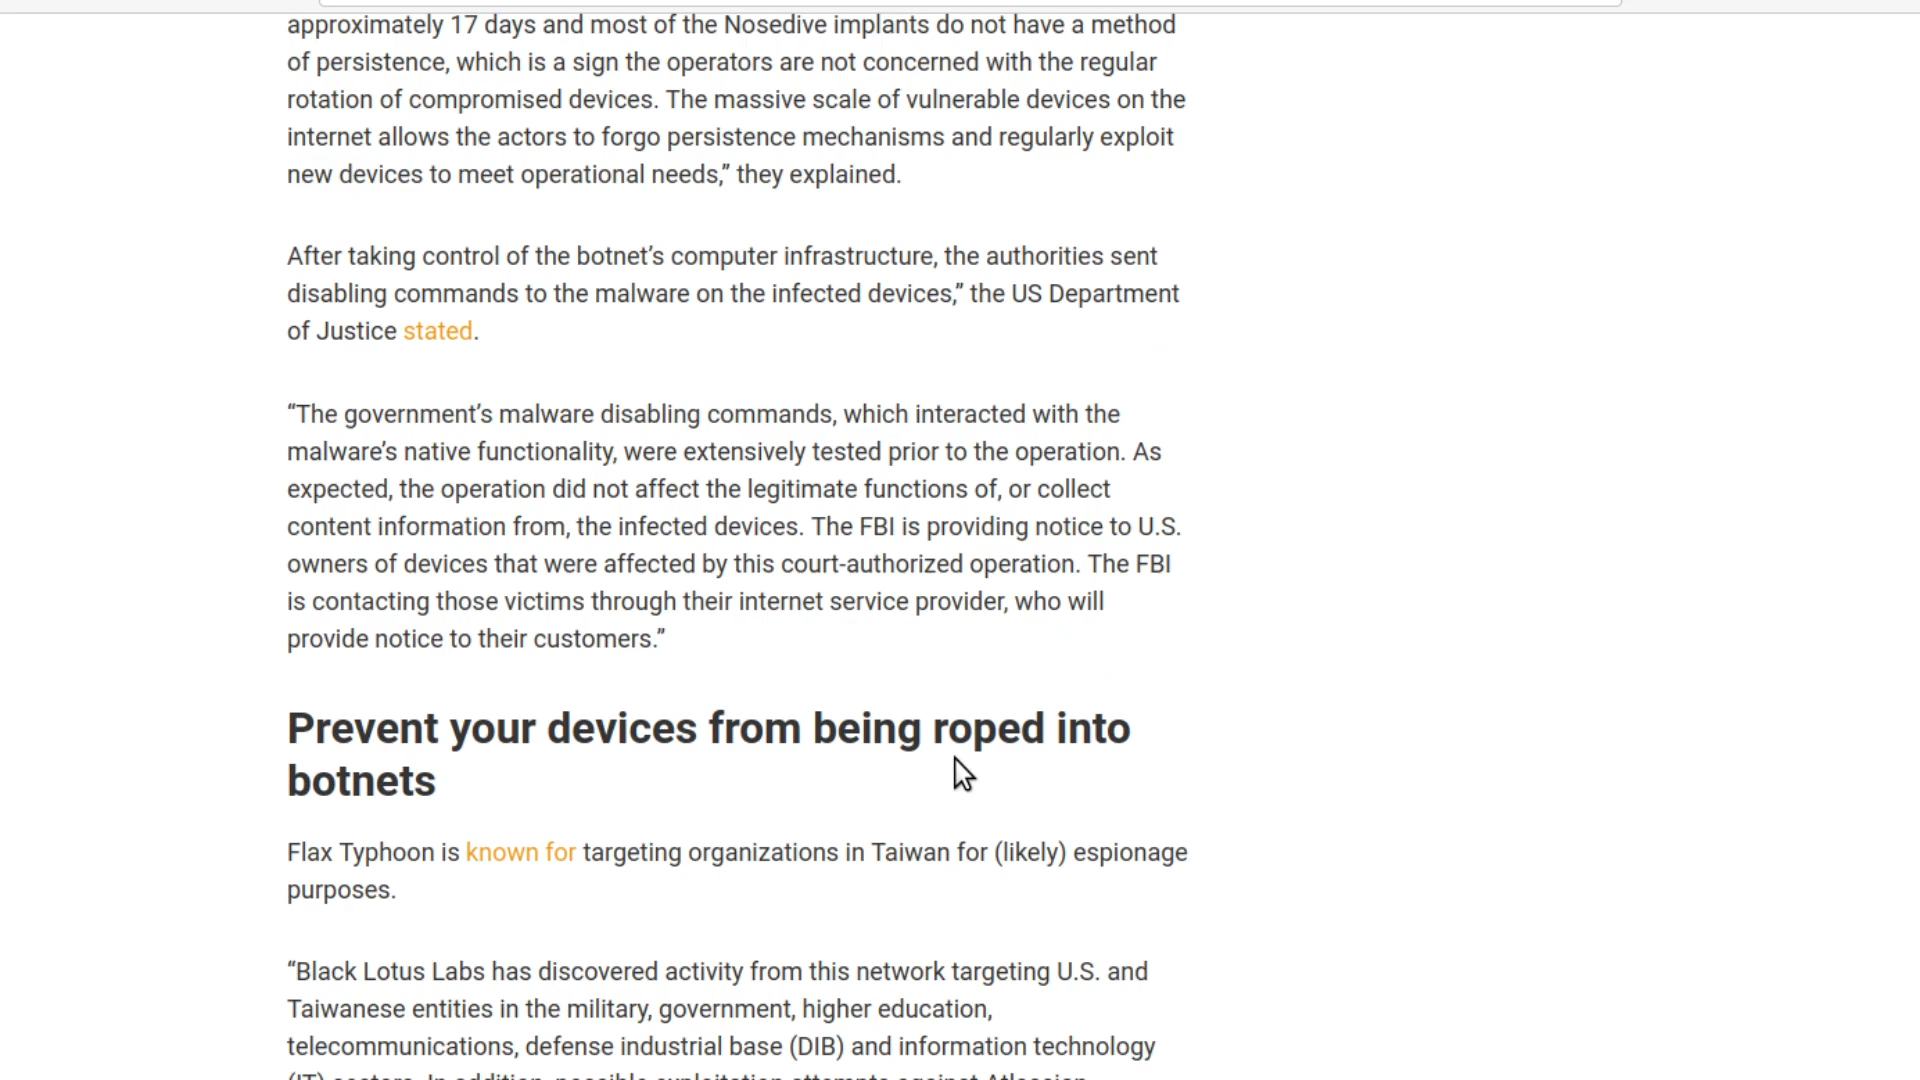 approximately 17 days and most of the Nosedive implants do not have a method
of persistence, which is a sign the operators are not concerned with the regular
rotation of compromised devices. The massive scale of vulnerable devices on the
internet allows the actors to forgo persistence mechanisms and regularly exploit
new devices to meet operational needs,” they explained.
After taking control of the botnet’s computer infrastructure, the authorities sent
disabling commands to the malware on the infected devices,” the US Department
of Justice stated.
“The government’s malware disabling commands, which interacted with the
malware’s native functionality, were extensively tested prior to the operation. As
expected, the operation did not affect the legitimate functions of, or collect
content information from, the infected devices. The FBI is providing notice to U.S.
owners of devices that were affected by this court-authorized operation. The FBI
is contacting those victims through their internet service provider, who will
provide notice to their customers.”
Prevent your devices from being roped into
botnets
Flax Typhoon is known for targeting organizations in Taiwan for (likely) espionage
purposes.
“Black Lotus Labs has discovered activity from this network targeting U.S. and
Taiwanese entities in the military, government, higher education,
telecommunications, defense industrial base (DIB) and information technology
(IT) sectors. In addition, possible exploitation attempts against Atlassian